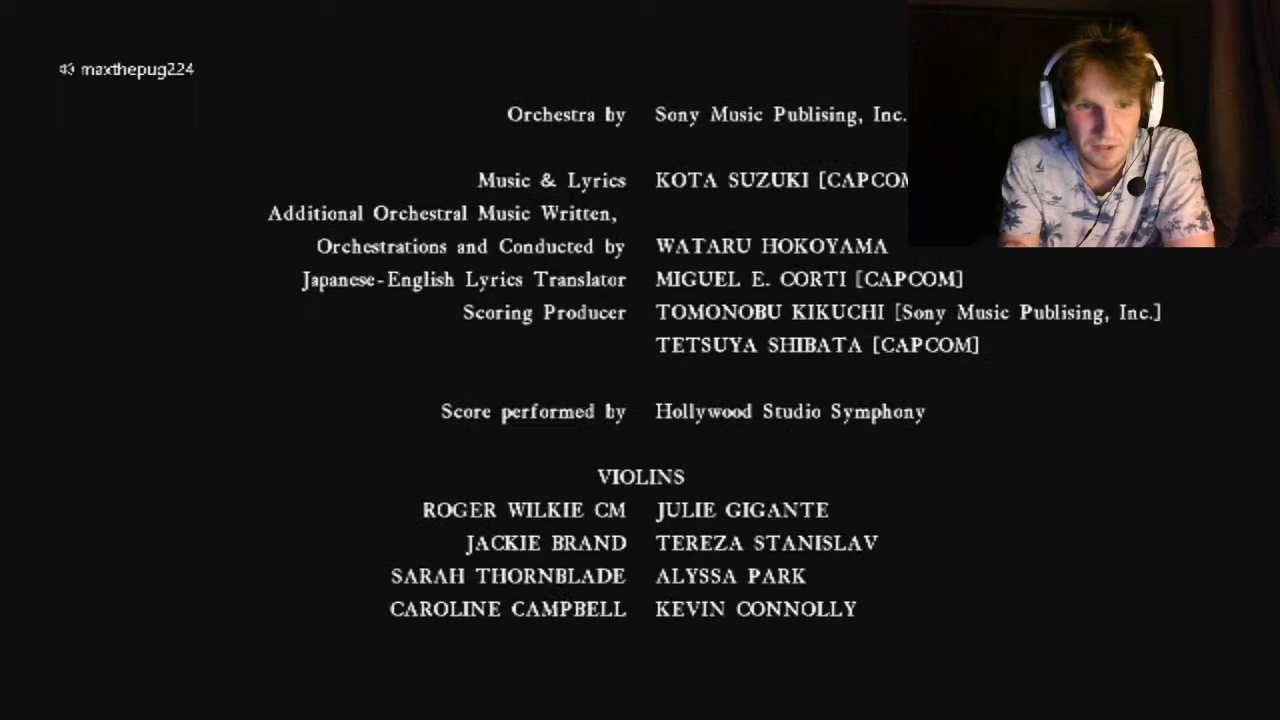 maxthepug224
Orchestra by Sony Music Publising, Inc.
Music & Lyrics KOTA SUZUKI [CAPCOM
Additional Orchestral Music Written,
Orchestrations and Conducted by WATARU HOKOYAMA
Japanese-English Lyrics Translator MIGUEL E. CORTI [CAPCOM]
Scoring Producer TOMONOBU KIKUCHI [Sony Music Publising, Inc.]
TETSUYA SHIBATA [CAPCOM]
Score performed by Hollywood Studio Symphony
VIOLINS
ROGER WILKIE CM JULIE GIGANTE
JACKIE BRAND TEREZA STANISLAV
SARAH THORNBLADE ALYSSA PARK
CAROLINE CAMPBELL KEVIN CONNOLLY